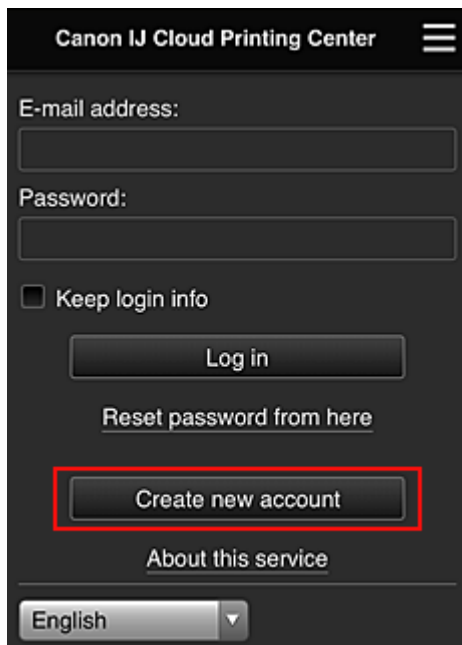 Canon IJ Cloud Printing Center
E-mail address:
Password:
Keep login info
Log in
Reset password from here
Create new account
About this service
English